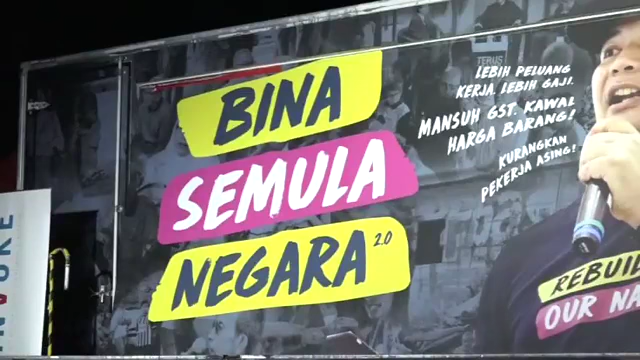 BINA
SEMULA
NEGARA 2.0
TERUS
LEBIH PELUANG
KERJA. LEBIH GAJI.
MANSUH GST. KAWAL
HARGA BARANG!
KURANGKAN
PEKERJA ASING!
REBUIL
OUR NA